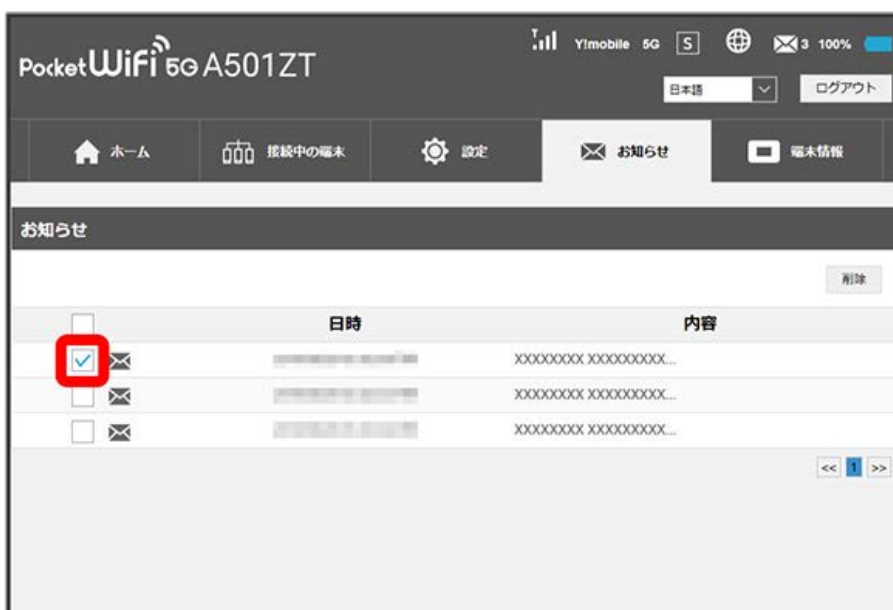 Y!mobile 5G S 3 100%
Pocket WiFi 5G A501ZT
日本語 ログアウト
ホーム 接続中の端末 設定 お知らせ 端末情報
お知らせ
削除
日時 内容
XXXXXXXX XXXXXXXXX...
XXXXXXXX XXXXXXXXX...
XXXXXXXX XXXXXXXXX...
<< 1 >>